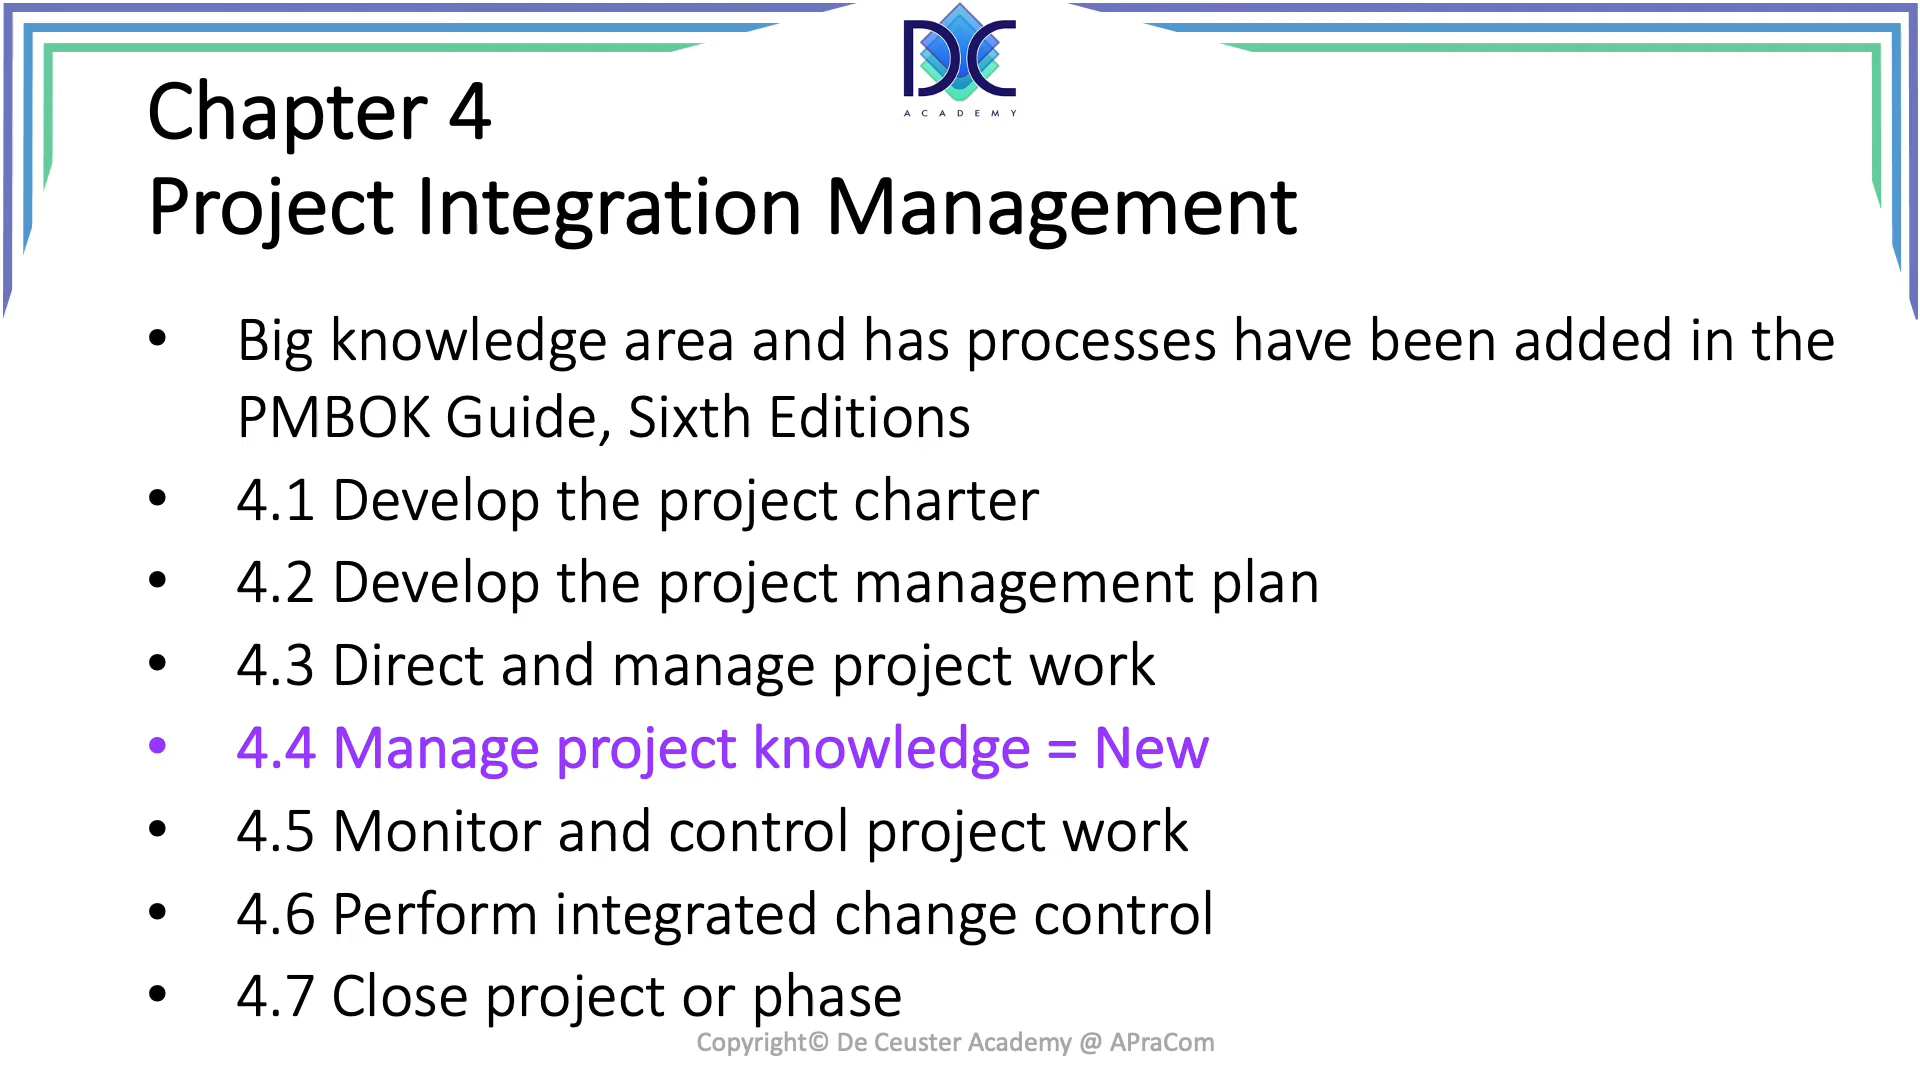 DC
ACADEMY
Chapter 4
Project Integration Management
• Big knowledge area and has processes have been added in the
PMBOK Guide, Sixth Editions
• 4.1 Develop the project charter
• 4.2 Develop the project management plan
• 4.3 Direct and manage project work
• 4.4 Manage project knowledge = New
• 4.5 Monitor and control project work
• 4.6 Perform integrated change control
• 4.7 Close project or phase
Copyright© De Ceuster Academy @ APraCom